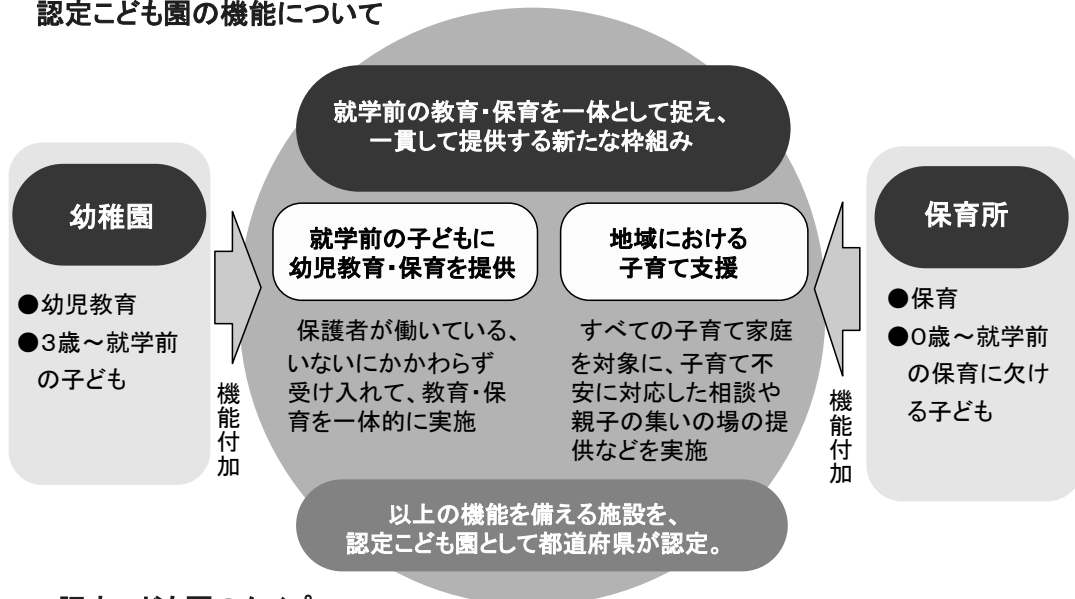 認定こども園の機能について
就学前の教育・保育を一体として捉え、
一貫して提供する新たな枠組み
幼稚園
●幼児教育
●3歳～就学前
の子ども
機能付加
就学前の子どもに
幼児教育・保育を提供
保護者が働いている、
いないにかかわらず
受け入れて、教育・保
育を一体的に実施
地域における
子育て支援
すべての子育て家庭
を対象に、子育て不
安に対応した相談や
親子の集いの場の提
供などを実施
機能付加
保育所
●保育
●0歳～就学前
の保育に欠け
る子ども
以上の機能を備える施設を、
認定こども園として都道府県が認定。